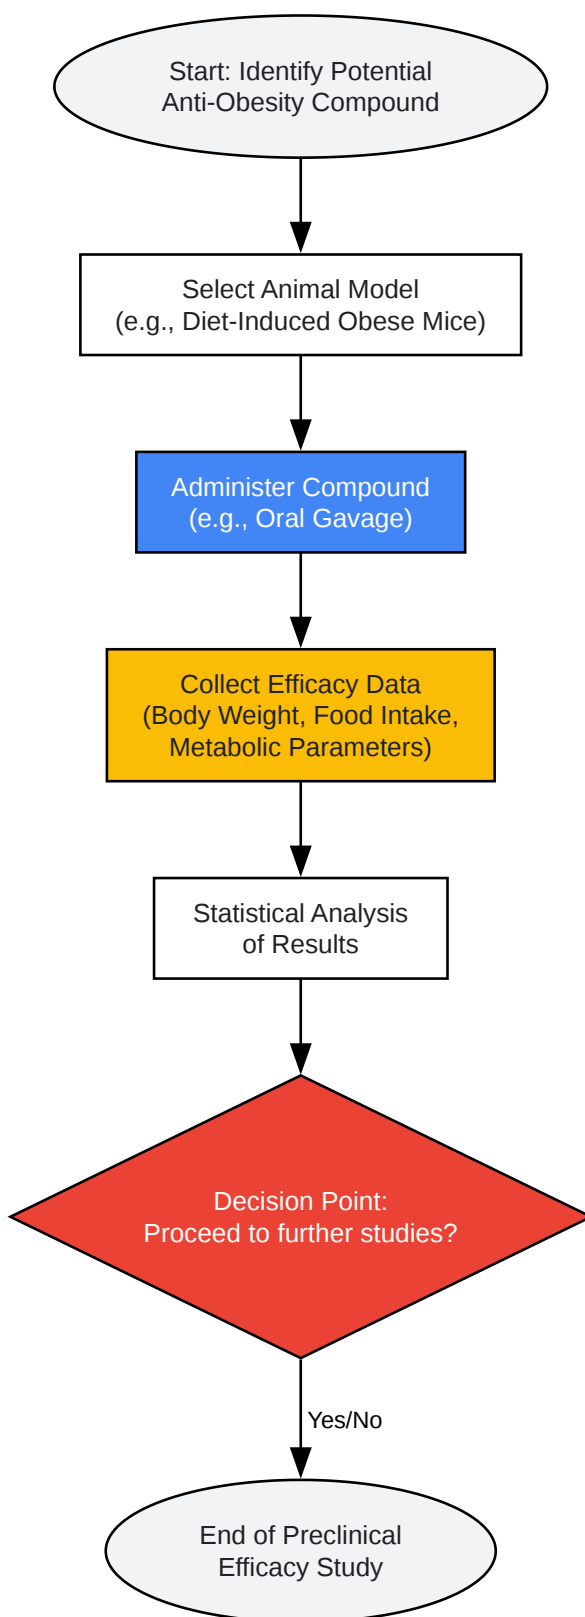 Start: Identify Potential
Anti-Obesity Compound
Select Animal Model
(e.g., Diet-Induced Obese Mice)
Administer Compound
(e.g., Oral Gavage)
Collect Efficacy Data
(Body Weight, Food Intake,
Metabolic Parameters)
Statistical Analysis
of Results
Decision Point:
Proceed to further studies?
Yes/No
End of Preclinical
Efficacy Study